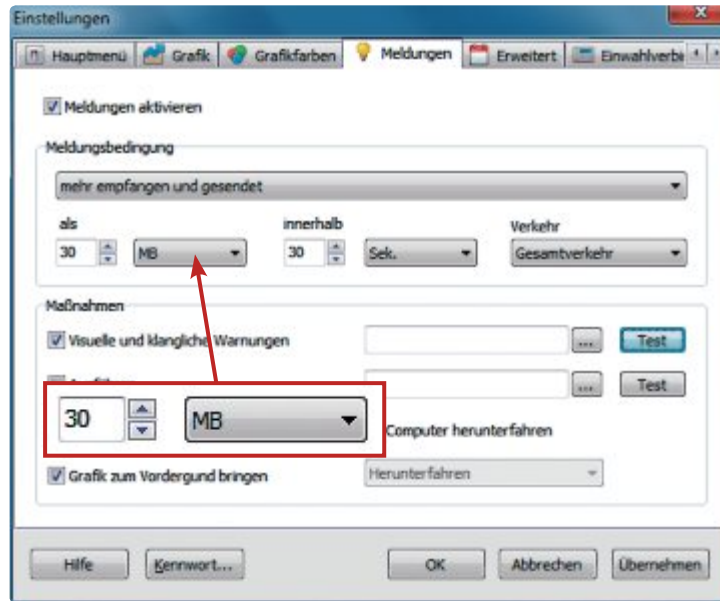 Einstellungen
Hauptmenü Grafik Grafikfarben Meldungen Erweitert Einwahlverbi
Meldungen aktivieren
Meldungsbedingung
mehr empfangen und gesendet
als innerhalb Verkehr
30 MB 30 Sek. Gesamtverkehr
Maßnahmen
Visuelle und klangliche Warnungen ... Test
... Test
30 MB
Computer herunterfahren
Grafik zum Vordergund bringen Herunterfahren
Hilfe Kennwort... OK Abbrechen Übernehmen